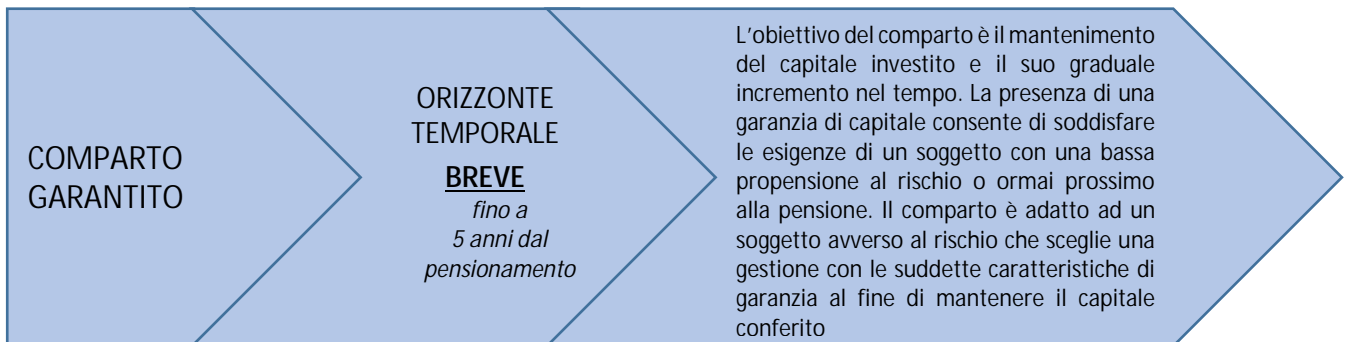 COMPARTO
GARANTITO
ORIZZONTE
TEMPORALE
BREVE
fino a
5 anni dal
pensionamento
L'obiettivo del comparto è il mantenimento
del capitale investito e il suo graduale
incremento nel tempo. La presenza di una
garanzia di capitale consente di soddisfare
le esigenze di un soggetto con una bassa
propensione al rischio o ormai prossimo
alla pensione. Il comparto è adatto ad un
soggetto avverso al rischio che sceglie una
gestione con le suddette caratteristiche di
garanzia al fine di mantenere il capitale
conferito